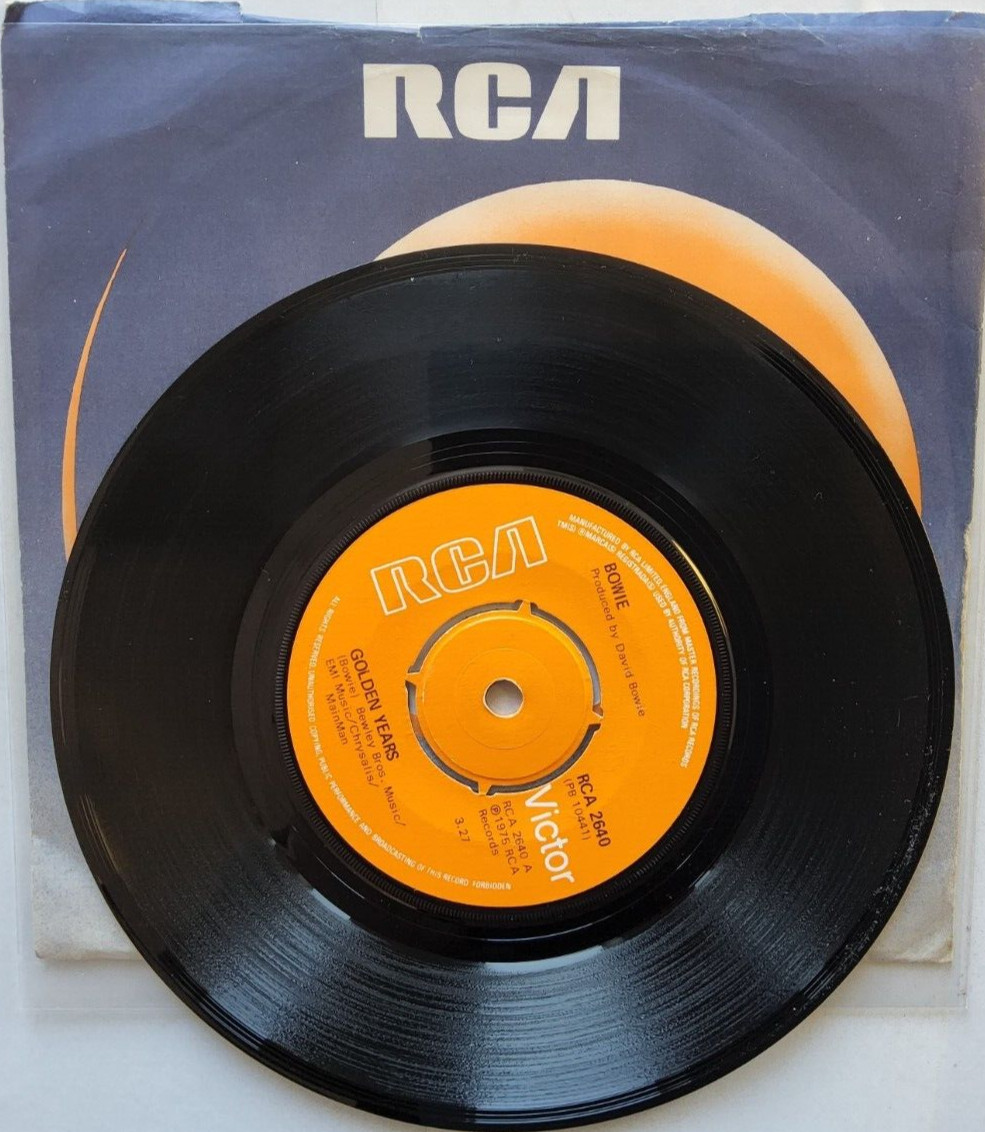 RCA
RCA
Victor
MANUFACTURED BY RCA LIMITED, ENGLAND FROM MASTER RECORDINGS OF RCA RECORDS
TM(S) ®MARCA(S) REGISTRADA(S) USED BY AUTHORITY OF RCA CORPORATION
BOWIE
Produced by David Bowie
RCA 2640
(PB 10441)
RCA 2640 A
℗1975 RCA
Records
3.27
GOLDEN YEARS
(Bowie) Bewley Bros. Music/
EMI Music/Chrysalis/
MainMan
ALL RIGHTS RESERVED. UNAUTHORISED COPYING, PUBLIC PERFORMANCE AND BROADCASTING OF THIS RECORD FORBIDDEN